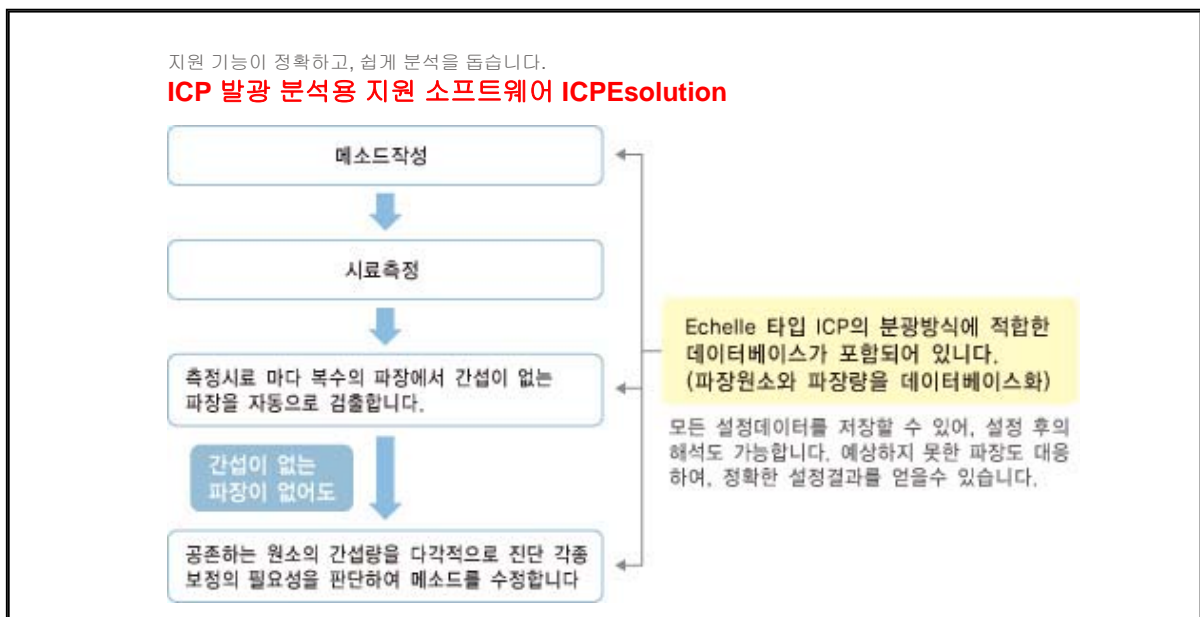 지원 기능이 정확하고, 쉽게 분석을 돕습니다.
ICP 발광 분석용 지원 소프트웨어 ICPEsolution
메소드작성
시료측정
측정시료 마다 복수의 파장에서 간섭이 없는
파장을 자동으로 검출합니다.
간섭이 없는
파장이 없어도
공존하는 원소의 간섭량을 다각적으로 진단 각종
보정의 필요성을 판단하여 메소드를 수정합니다
Echelle 타입 ICP의 분광방식에 적합한
데이터베이스가 포함되어 있니다.
(파장원소와 파장량을 데이터베이스화)
모든 설정데이터를 저장할 수 있어, 설정 후의
해석도 가능합니다. 예상하지 못한 파장도 대응
하여, 정확한 설정결과를 얻을수 있습니다.